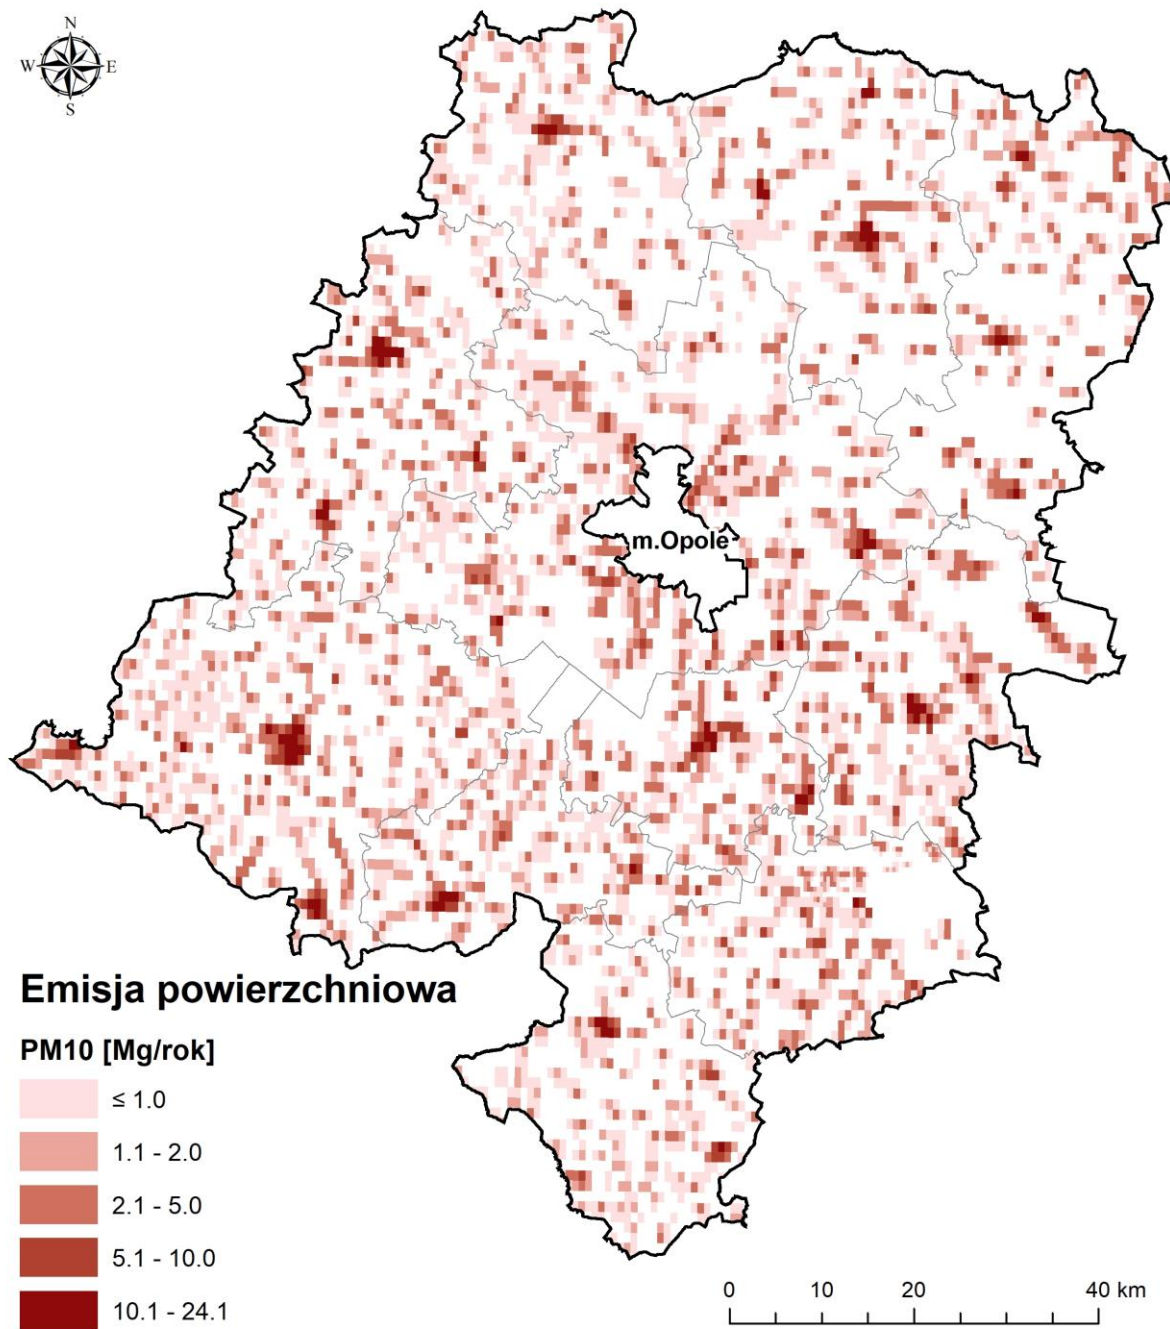 N
W E
S
m.Opole
Emisja powierzchniowa
PM10 [Mg/rok]
≤ 1.0
1.1 - 2.0
2.1 - 5.0
5.1 - 10.0
10.1 - 24.1
0 10 20 40 km